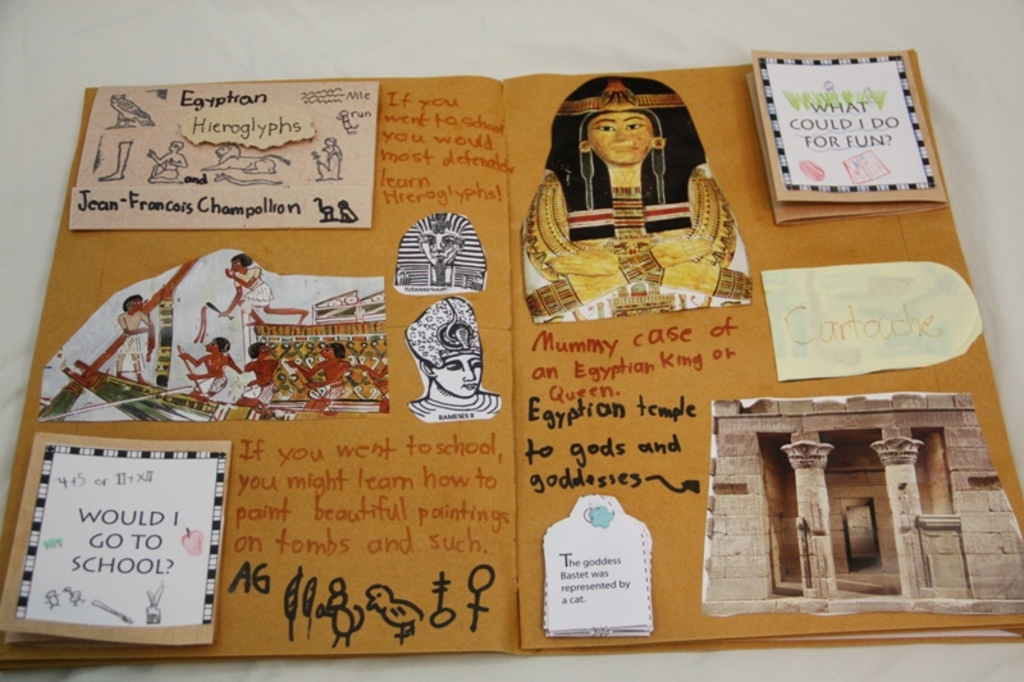 Egyptian
Hieroglyphs
Nile
run
and
Jean-Francois Champollion
If you
went to school
you would
most defenately
learn
Hieroglyphs!
RAMESES II
4+5 or II+XII
WOULD I
GO TO
SCHOOL?
If you went to school,
you might learn how to
paint beautiful paintings
on tombs and such.
AG
Mummy case of
an Egyptian King or
Queen.
Egyptian temple
to gods and
goddesses
The goddess
Bastet was
represented by
a cat.
WHAT
COULD I DO
FOR FUN?
Cartouche